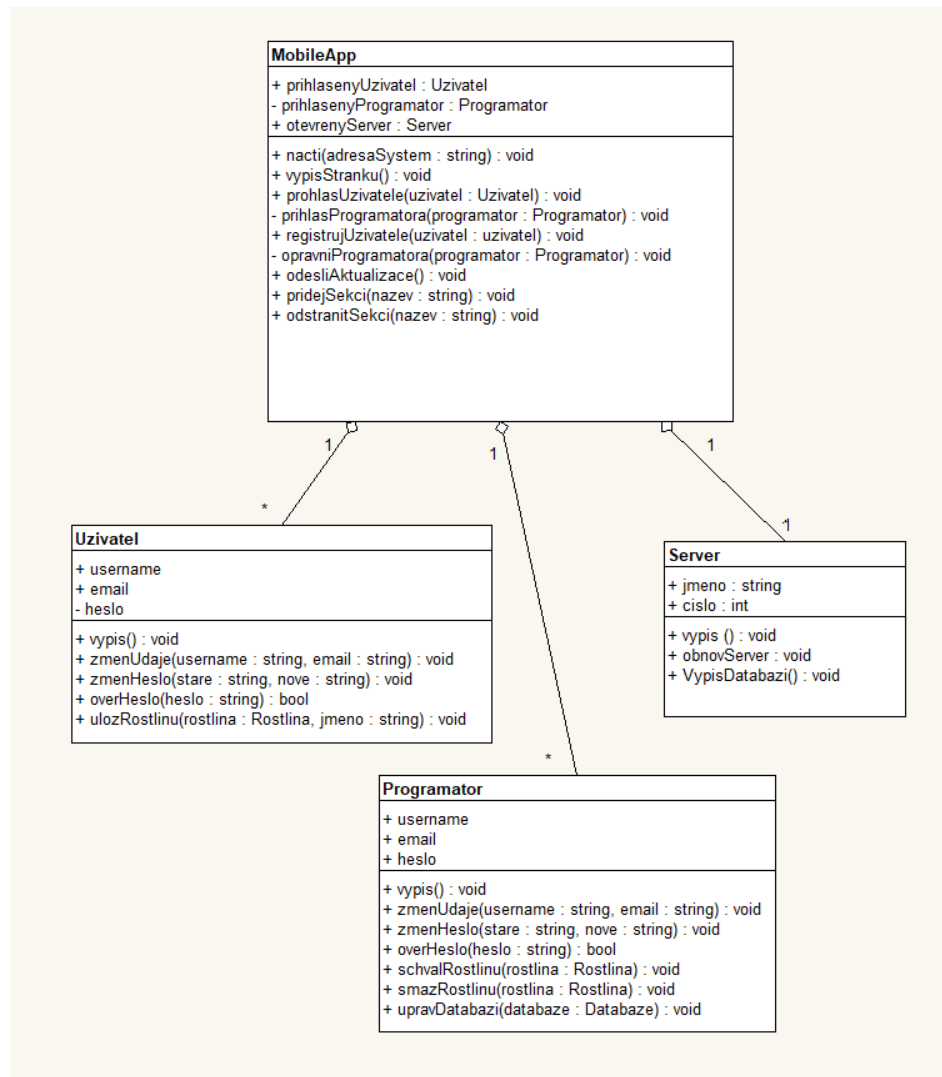 MobileApp
+ prihlasenyUzivatel : Uzivatel
- prihlasenyProgramator : Programator
+ otevrenyServer : Server
+ nacti(adresaSystem : string) : void
+ vypisStranku() : void
+ prohlasUzivatele(uzivatel : Uzivatel) : void
- prihlasProgramatora(programator : Programator) : void
+ registrujUzivatele(uzivatel : uzivatel) : void
- opravniProgramatora(programator : Programator) : void
+ odesliAktualizace() : void
+ pridejSekci(nazev : string) : void
+ odstranitSekci(nazev : string) : void
1
1
1
*
1
Uzivatel
+ username
+ email
- heslo
+ vypis() : void
+ zmenUdaje(username : string, email : string) : void
+ zmenHeslo(stare : string, nove : string) : void
+ overHeslo(heslo : string) : bool
+ ulozRostlinu(rostlina : Rostlina, jmeno : string) : void
Server
+ jmeno : string
+ cislo : int
+ vypis () : void
+ obnovServer : void
+ VypisDatabazi() : void
*
Programator
+ username
+ email
+ heslo
+ vypis() : void
+ zmenUdaje(username : string, email : string) : void
+ zmenHeslo(stare : string, nove : string) : void
+ overHeslo(heslo : string) : bool
+ schvalRostlinu(rostlina : Rostlina) : void
+ smazRostlinu(rostlina : Rostlina) : void
+ upravDatabazi(databaze : Databaze) : void